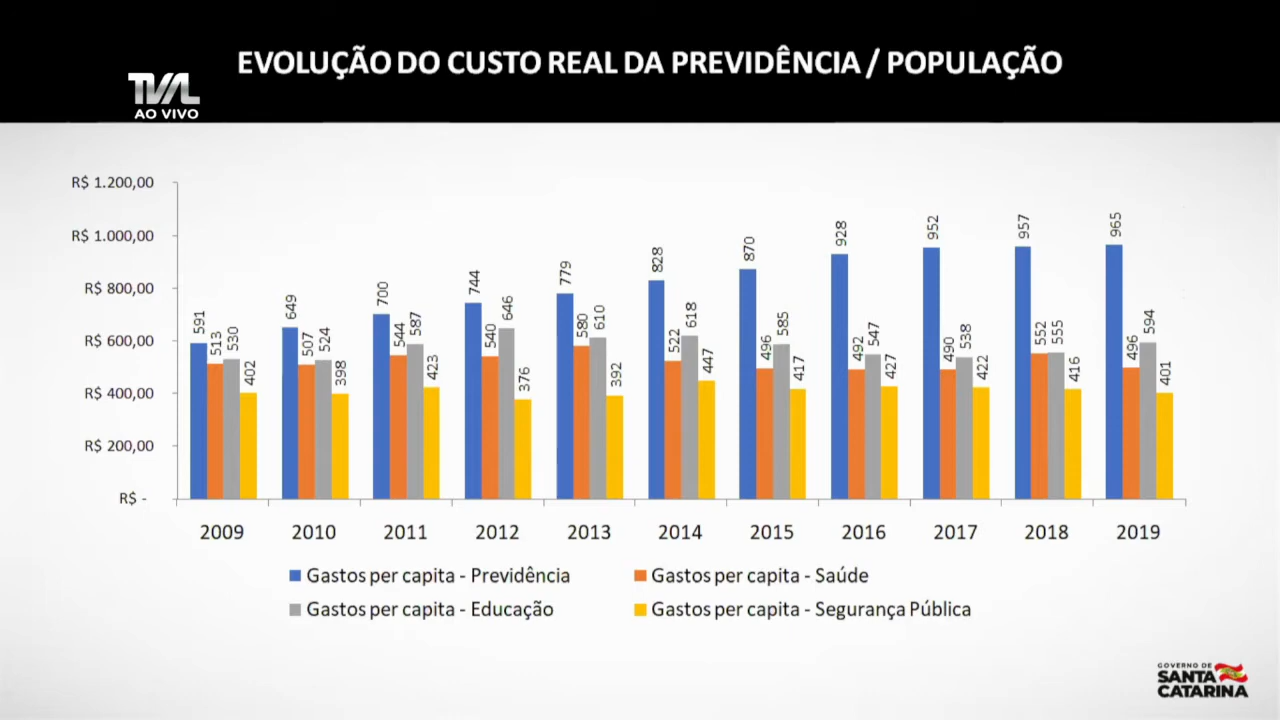 EVOLUÇÃO DO CUSTO REAL DA PREVIDÊNCIA / POPULAÇÃO
TVAL
AO VIVO
R$ 1.200,00
R$ 1.000,00
R$ 800,00
R$ 600,00
R$ 400,00
R$ 200,00
R$ -
591 513 530 402
649 507 524 398
700 544 587 423
744 540 646 376
779 580 610 392
828 522 618 447
870 496 585 417
928 492 547 427
952 490 538 422
957 552 555 416
965 496 594 401
2009 2010 2011 2012 2013 2014 2015 2016 2017 2018 2019
Gastos per capita - Previdência Gastos per capita - Saúde
Gastos per capita - Educação Gastos per capita - Segurança Pública
GOVERNO DE
SANTA
CATARINA